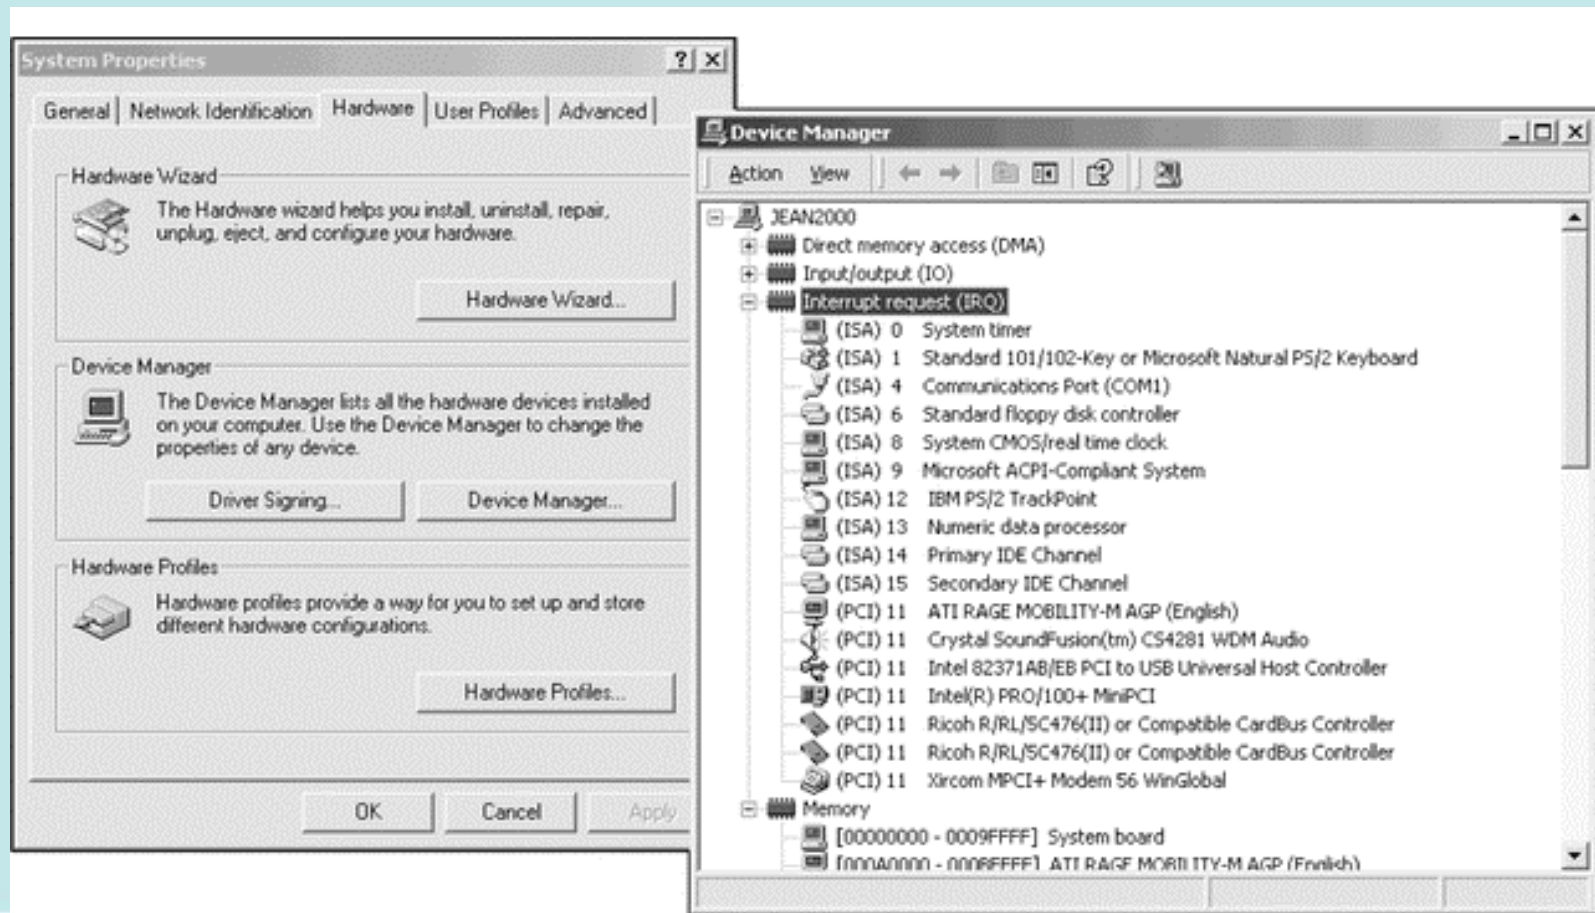 System Properties
General Network Identification Hardware User Profiles Advanced
Hardware Wizard
The Hardware wizard helps you install, uninstall, repair,
unplug, eject, and configure your hardware.
Hardware Wizard...
Device Manager
The Device Manager lists all the hardware devices installed
on your computer. Use the Device Manager to change the
properties of any device.
Driver Signing... Device Manager...
Hardware Profiles
Hardware profiles provide a way for you to set up and store
different hardware configurations.
Hardware Profiles...
OK Cancel Apply
Device Manager
Action View
JEAN2000
Direct memory access (DMA)
Input/output (IO)
Interrupt request (IRQ)
(ISA) 0 System timer
(ISA) 1 Standard 101/102-Key or Microsoft Natural PS/2 Keyboard
(ISA) 4 Communications Port (COM1)
(ISA) 6 Standard floppy disk controller
(ISA) 8 System CMOS/real time clock
(ISA) 9 Microsoft ACPI-Compliant System
(ISA) 12 IBM PS/2 TrackPoint
(ISA) 13 Numeric data processor
(ISA) 14 Primary IDE Channel
(ISA) 15 Secondary IDE Channel
(PCI) 11 ATI RAGE MOBILITY-M AGP (English)
(PCI) 11 Crystal SoundFusion(tm) CS4281 WDM Audio
(PCI) 11 Intel 82371AB/EB PCI to USB Universal Host Controller
(PCI) 11 Intel(R) PRO/100+ MiniPCI
(PCI) 11 Ricoh R/RL/5C476(II) or Compatible CardBus Controller
(PCI) 11 Ricoh R/RL/5C476(II) or Compatible CardBus Controller
(PCI) 11 Xircom MPCI+ Modem 56 WinGlobal
Memory
[00000000 - 0009FFFF] System board
[000A0000 - 000BFFFF] ATI RAGE MOBILITY-M AGP (English)